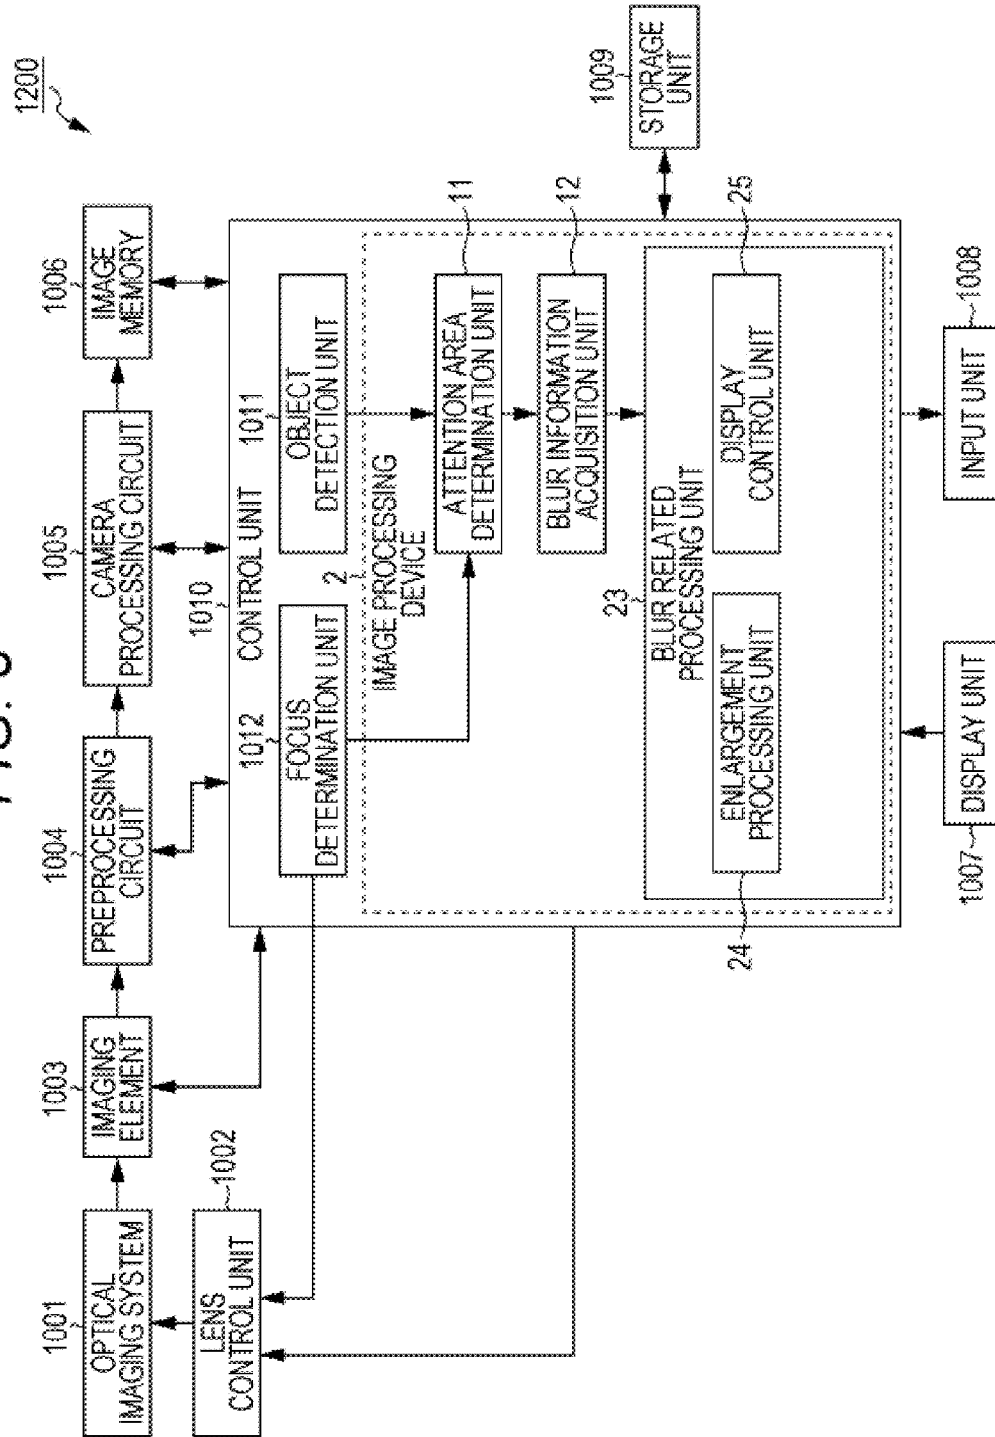 1200
1001
OPTICAL
IMAGING SYSTEM
1003
IMAGING
ELEMENT
1004
PREPROCESSING
CIRCUIT
1005
CAMERA
PROCESSING CIRCUIT
1006
IMAGE
MEMORY
1002
LENS
CONTROL UNIT
1010
CONTROL UNIT
1012
FOCUS
DETERMINATION UNIT
1011
OBJECT
DETECTION UNIT
2
IMAGE PROCESSING
DEVICE
11
ATTENTION AREA
DETERMINATION UNIT
12
BLUR INFORMATION
ACQUISITION UNIT
23
BLUR RELATED
PROCESSING UNIT
24
ENLARGEMENT
PROCESSING UNIT
25
DISPLAY
CONTROL UNIT
1009
STORAGE
UNIT
1007
DISPLAY UNIT
1008
INPUT UNIT